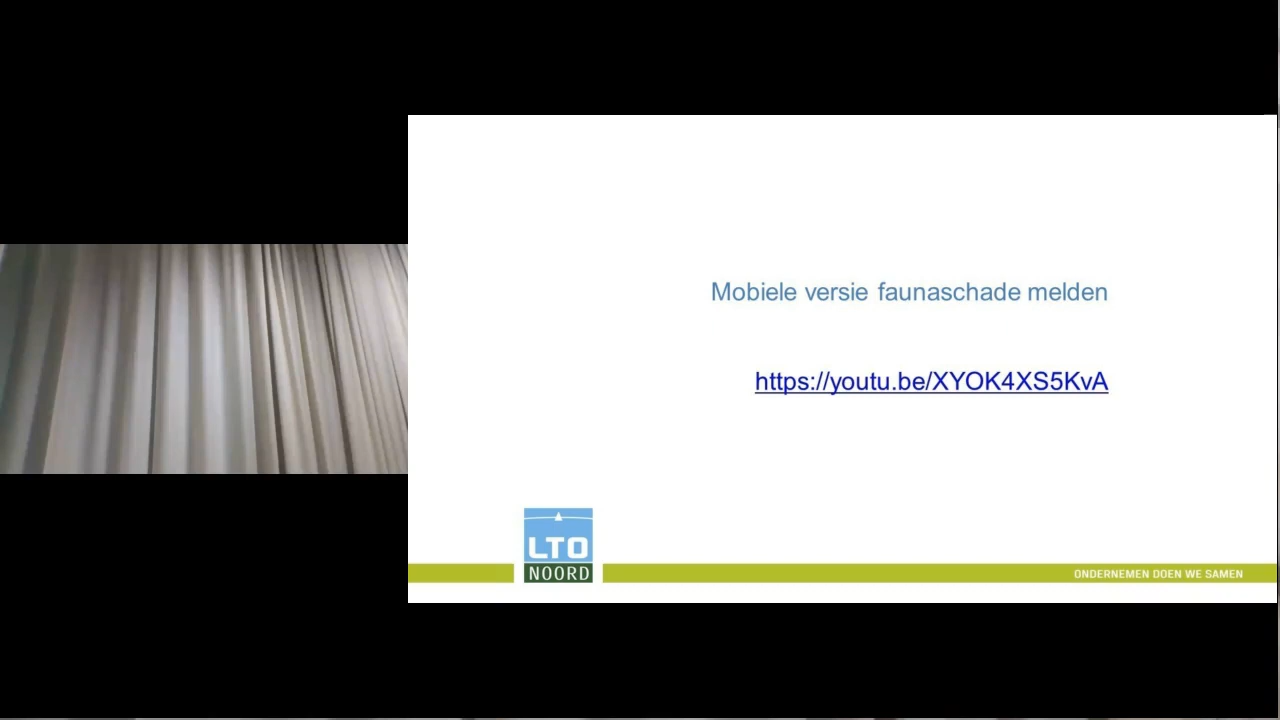 Mobiele versie faunaschade melden
https://youtu.be/XYOK4XS5KvA
LTO
NOORD
ONDERNEMEN DOEN WE SAMEN